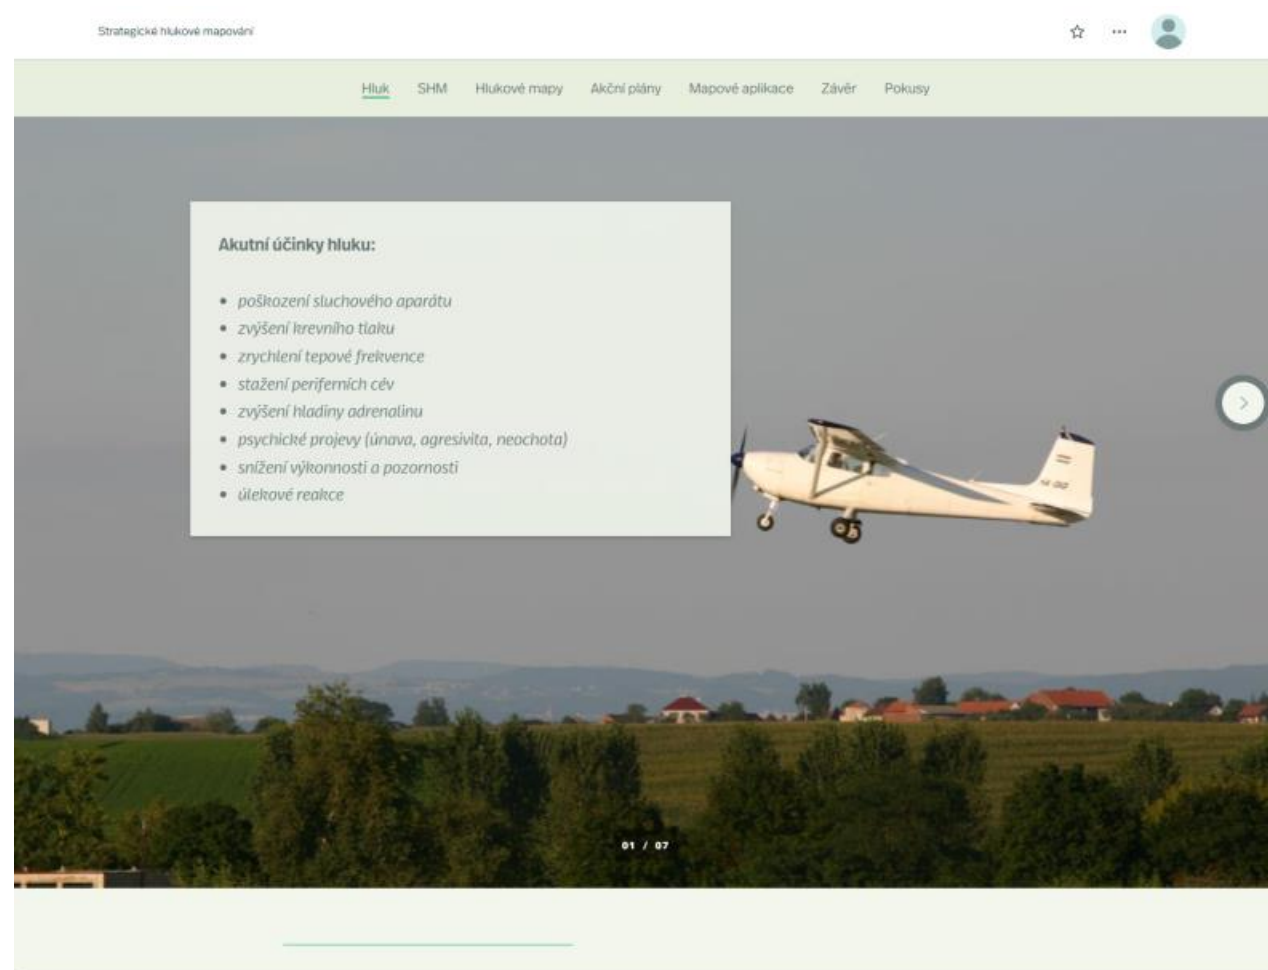 Strategické hlukové mapování
Hluk SHM Hlukové mapy Akční plány Mapové aplikace Závěr Pokusy
Akutní účinky hluku:
• poškození sluchového aparátu
• zvýšení krevního tlaku
• zrychlení tepové frekvence
• stažení periferních cév
• zvýšení hladiny adrenalinu
• psychické projevy (únava, agresivita, neochota)
• snížení výkonnosti a pozornosti
• úlekové reakce
01 / 07